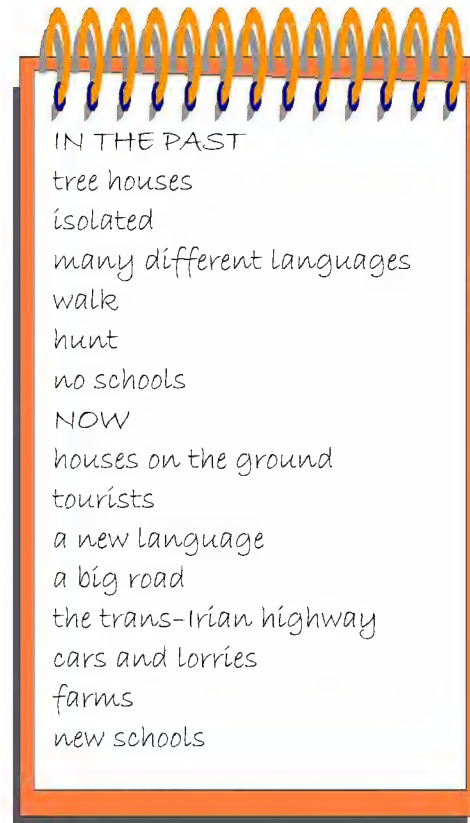 IN THE PAST
tree houses
isolated
many different languages
walk
hunt
no schools
NOW
houses on the ground
tourists
a new language
a big road
the trans-Irian highway
cars and lorries
farms
new schools